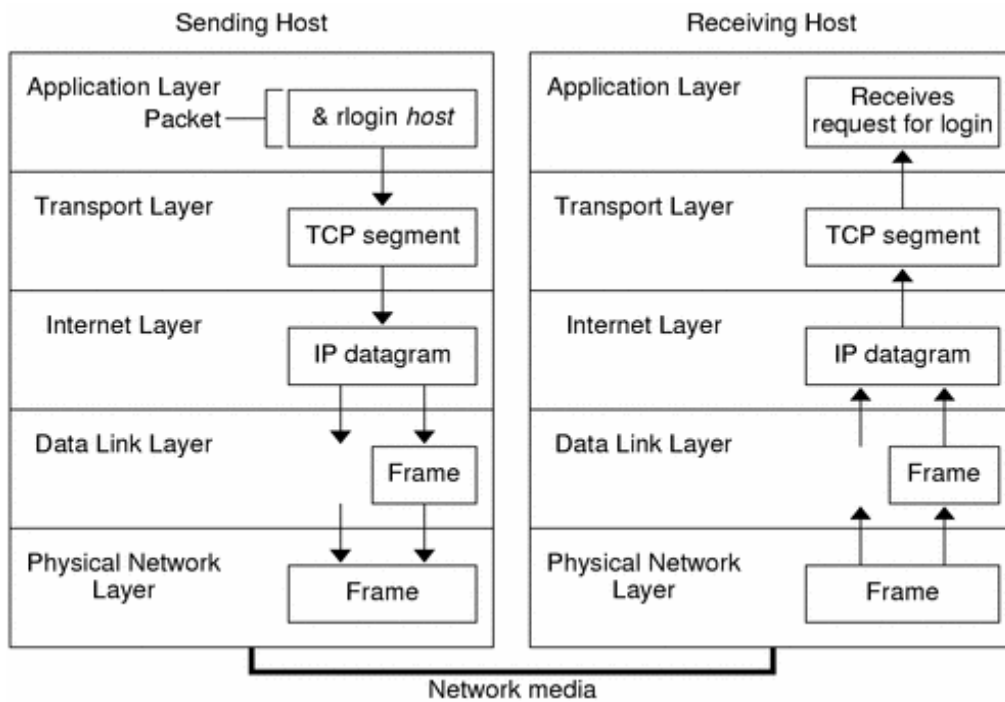 Sending Host
Application Layer
Packet
& rlogin host
Transport Layer
TCP segment
Internet Layer
IP datagram
Data Link Layer
Frame
Physical Network
Layer
Frame
Receiving Host
Application Layer
Receives
request for login
Transport Layer
TCP segment
Internet Layer
IP datagram
Data Link Layer
Frame
Physical Network
Layer
Frame
Network media